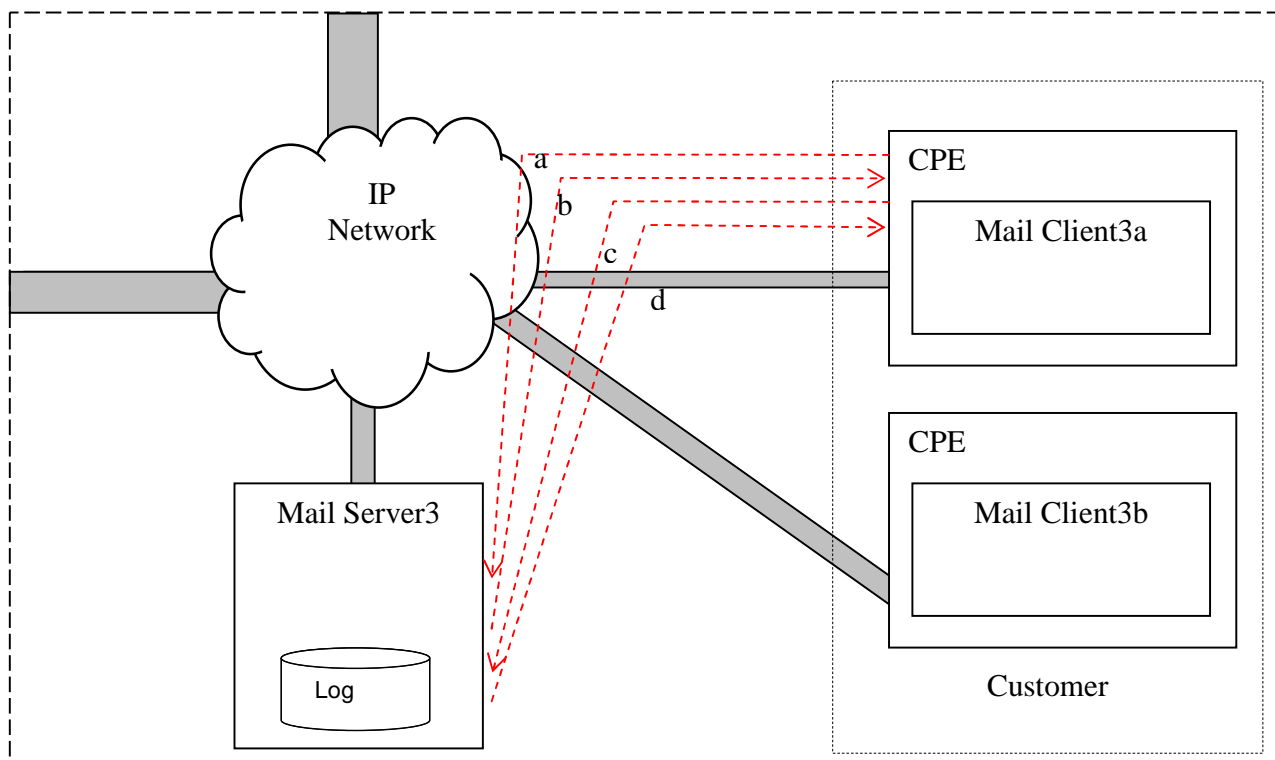 a
CPE
IP
Network
b
Mail Client3a
c
d
CPE
Mail Server3
Mail Client3b
Log
Customer